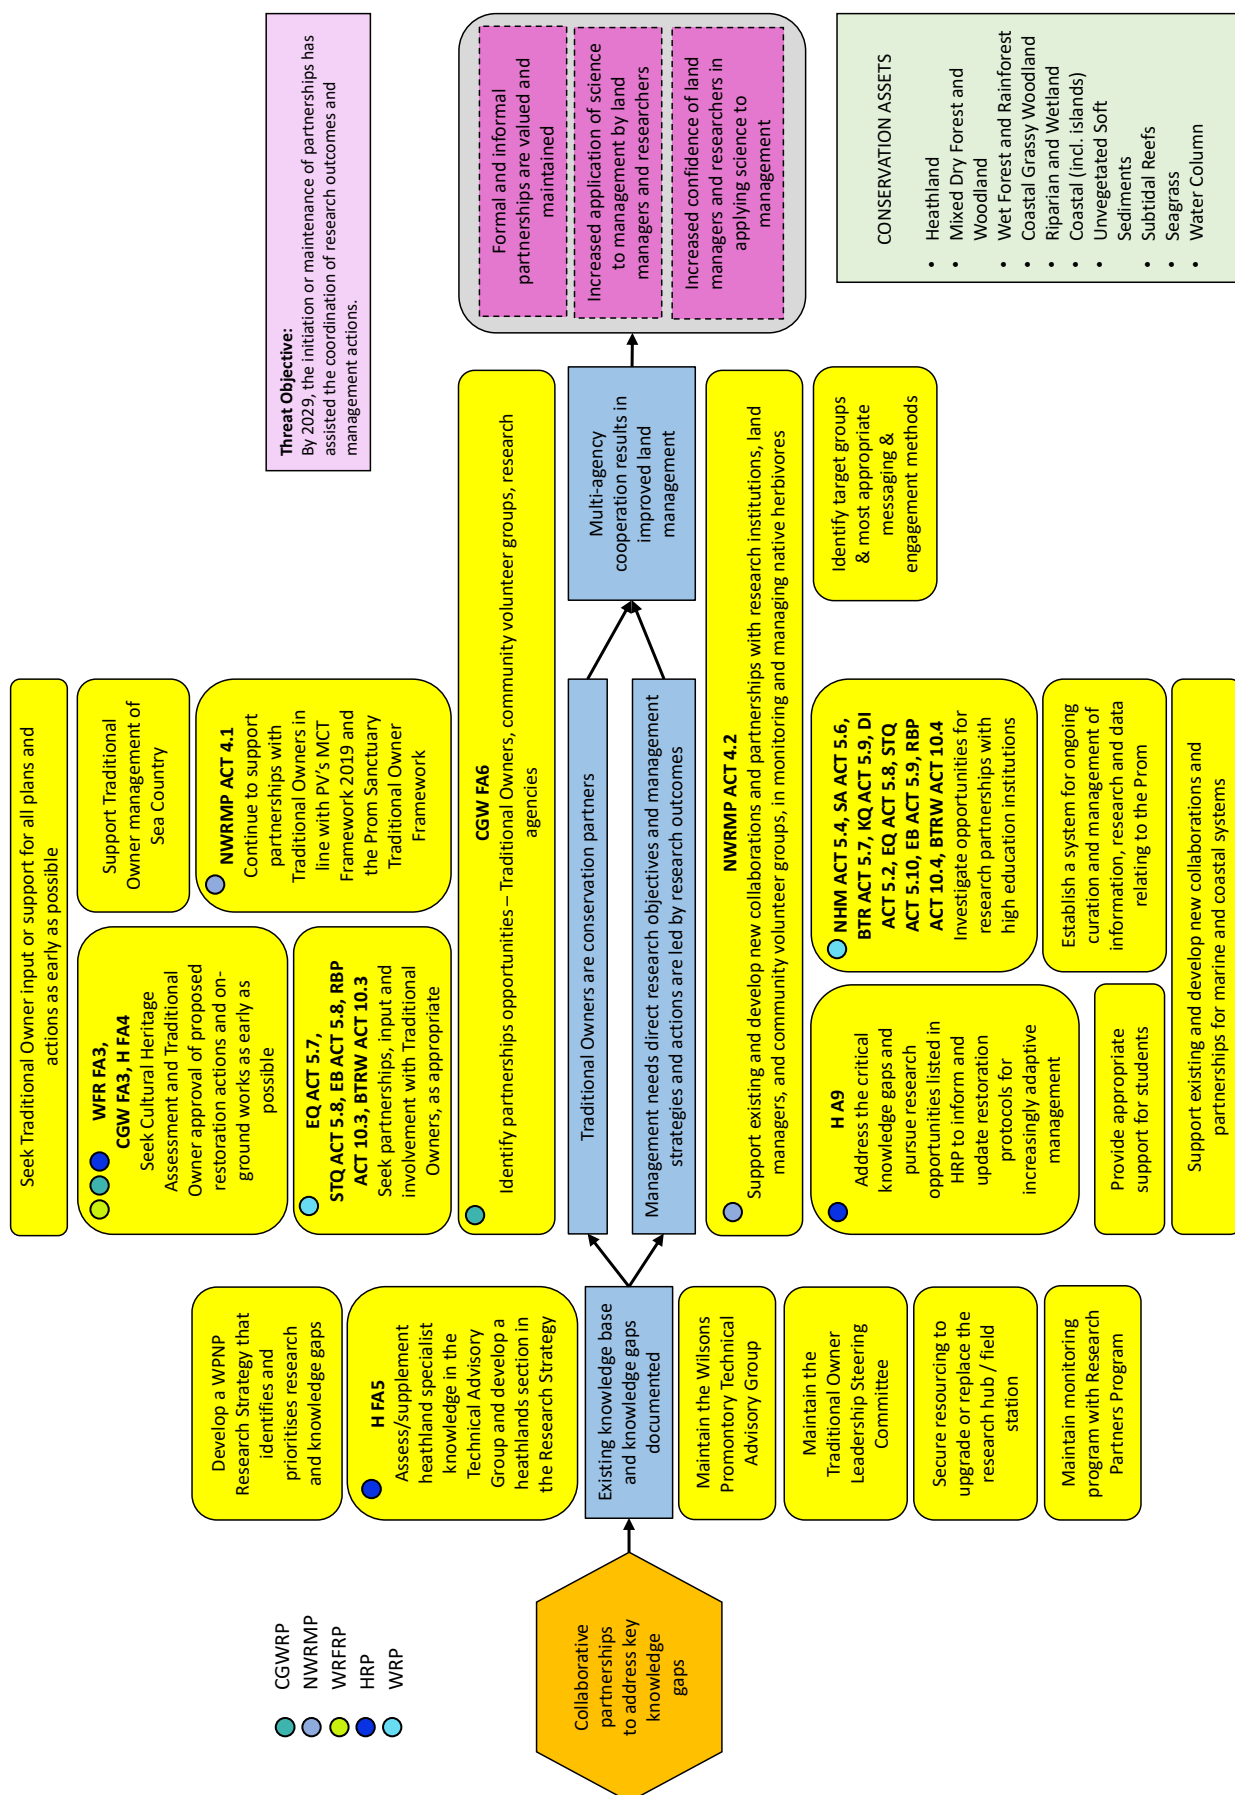 CGWRP
NWRMP
WRFRP
HRP
WRP
Collaborative
partnerships
to address key
knowledge
gaps
Develop a WPNP
Research Strategy that
identifies and
prioritises research
and knowledge gaps
H FA5
Assess/supplement
heathland specialist
knowledge in the
Technical Advisory
Group and develop a
heathlands section in
the Research Strategy
Existing knowledge base
and knowledge gaps
documented
Maintain the Wilsons
Promontory Technical
Advisory Group
Maintain the
Traditional Owner
Leadership Steering
Committee
Secure resourcing to
upgrade or replace the
research hub / field
station
Maintain monitoring
program with Research
Partners Program
Seek Traditional Owner input or support for all plans and
actions as early as possible
WFR FA3,
CGW FA3, H FA4
Seek Cultural Heritage
Assessment and Traditional
Owner approval of proposed
restoration actions and on-
ground works as early as
possible
Support Traditional
Owner management of
Sea Country
EQ ACT 5.7,
STQ ACT 5.8, EB ACT 5.8, RBP
ACT 10.3, BTRW ACT 10.3
Seek partnerships, input and
involvement with Traditional
Owners, as appropriate
NWRMP ACT 4.1
Continue to support
partnerships with
Traditional Owners in
line with PV's MCT
Framework 2019 and
the Prom Sanctuary
Traditional Owner
Framework
CGW FA6
Identify partnerships opportunities – Traditional Owners, community volunteer groups, research
agencies
Traditional Owners are conservation partners
Management needs direct research objectives and management
strategies and actions are led by research outcomes
Multi-agency
cooperation results in
improved land
management
NWRMP ACT 4.2
Support existing and develop new collaborations and partnerships with research institutions, land
managers, and community volunteer groups, in monitoring and managing native herbivores
H A9
Address the critical
knowledge gaps and
pursue research
opportunities listed in
HRP to inform and
update restoration
protocols for
increasingly adaptive
management
NHM ACT 5.4, SA ACT 5.6,
BTR ACT 5.7, KQ ACT 5.9, DI
ACT 5.2, EQ ACT 5.8, STQ
ACT 5.10, EB ACT 5.9, RBP
ACT 10.4, BTRW ACT 10.4
Investigate opportunities for
research partnerships with
high education institutions
Identify target groups
& most appropriate
messaging &
engagement methods
Provide appropriate
support for students
Establish a system for ongoing
curation and management of
information, research and data
relating to the Prom
Support existing and develop new collaborations and
partnerships for marine and coastal systems
Threat Objective:
By 2029, the initiation or maintenance of partnerships has
assisted the coordination of research outcomes and
management actions.
Formal and informal
partnerships are valued and
maintained
Increased application of science
to management by land
managers and researchers
Increased confidence of land
managers and researchers in
applying science to
management
CONSERVATION ASSETS
• Heathland
• Mixed Dry Forest and
Woodland
• Wet Forest and Rainforest
• Coastal Grassy Woodland
• Riparian and Wetland
• Coastal (incl. islands)
• Unvegetated Soft
Sediments
• Subtidal Reefs
• Seagrass
• Water Column